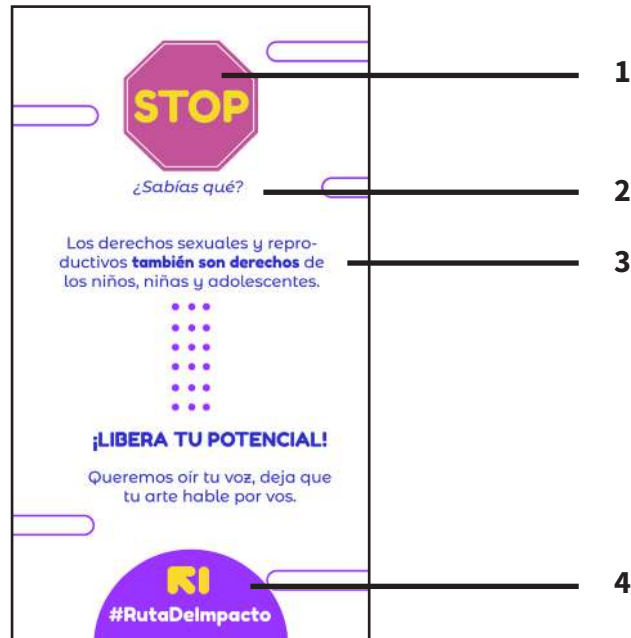 STOP
1
¿Sabías qué?
2
Los derechos sexuales y repro-
ductivos también son derechos de
los niños, niñas y adolescentes.
3
¡LIBERA TU POTENCIAL!
Queremos oír tu voz, deja que
tu arte hable por vos.
RI
4
#RutaDeImpacto